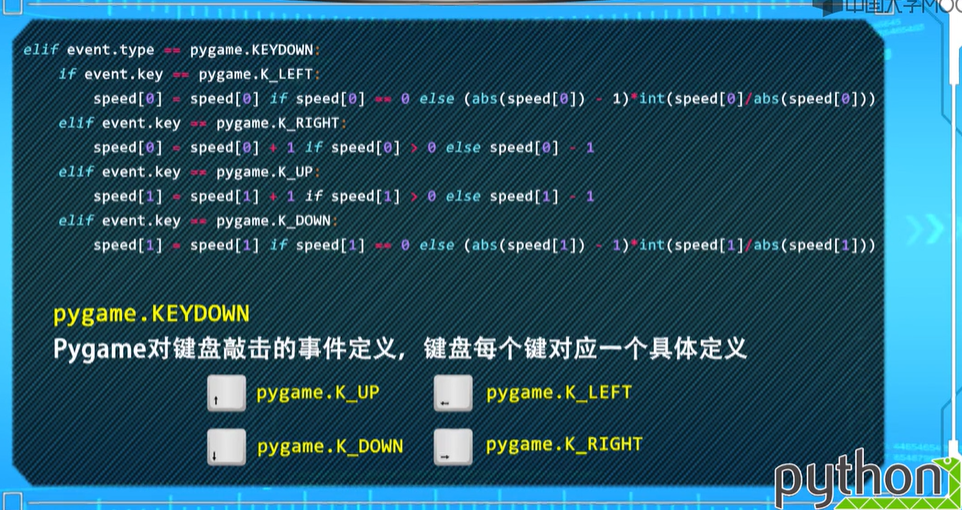 中国大学MOO
elif event.type == pygame.KEYDOWN:
    if event.key == pygame.K_LEFT:
        speed[0] = speed[0] if speed[0] == 0 else (abs(speed[0]) - 1)*int(speed[0]/abs(speed[0]))
    elif event.key == pygame.K_RIGHT:
        speed[0] = speed[0] + 1 if speed[0] > 0 else speed[0] - 1
    elif event.key == pygame.K_UP:
        speed[1] = speed[1] + 1 if speed[1] > 0 else speed[1] - 1
    elif event.key == pygame.K_DOWN:
        speed[1] = speed[1] if speed[1] == 0 else (abs(speed[1]) - 1)*int(speed[1]/abs(speed[1]))
pygame.KEYDOWN
Pygame对键盘敲击的事件定义，键盘每个键对应一个具体定义
↑ pygame.K_UP ← pygame.K_LEFT
↓ pygame.K_DOWN → pygame.K_RIGHT
python